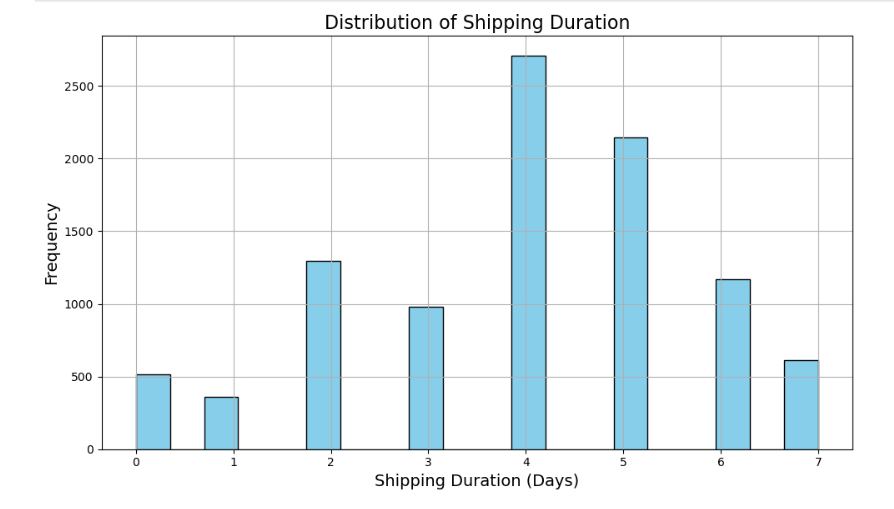 Distribution of Shipping Duration
2500
2000
1500
1000
500
0
Frequency
0 1 2 3 4 5 6 7
Shipping Duration (Days)